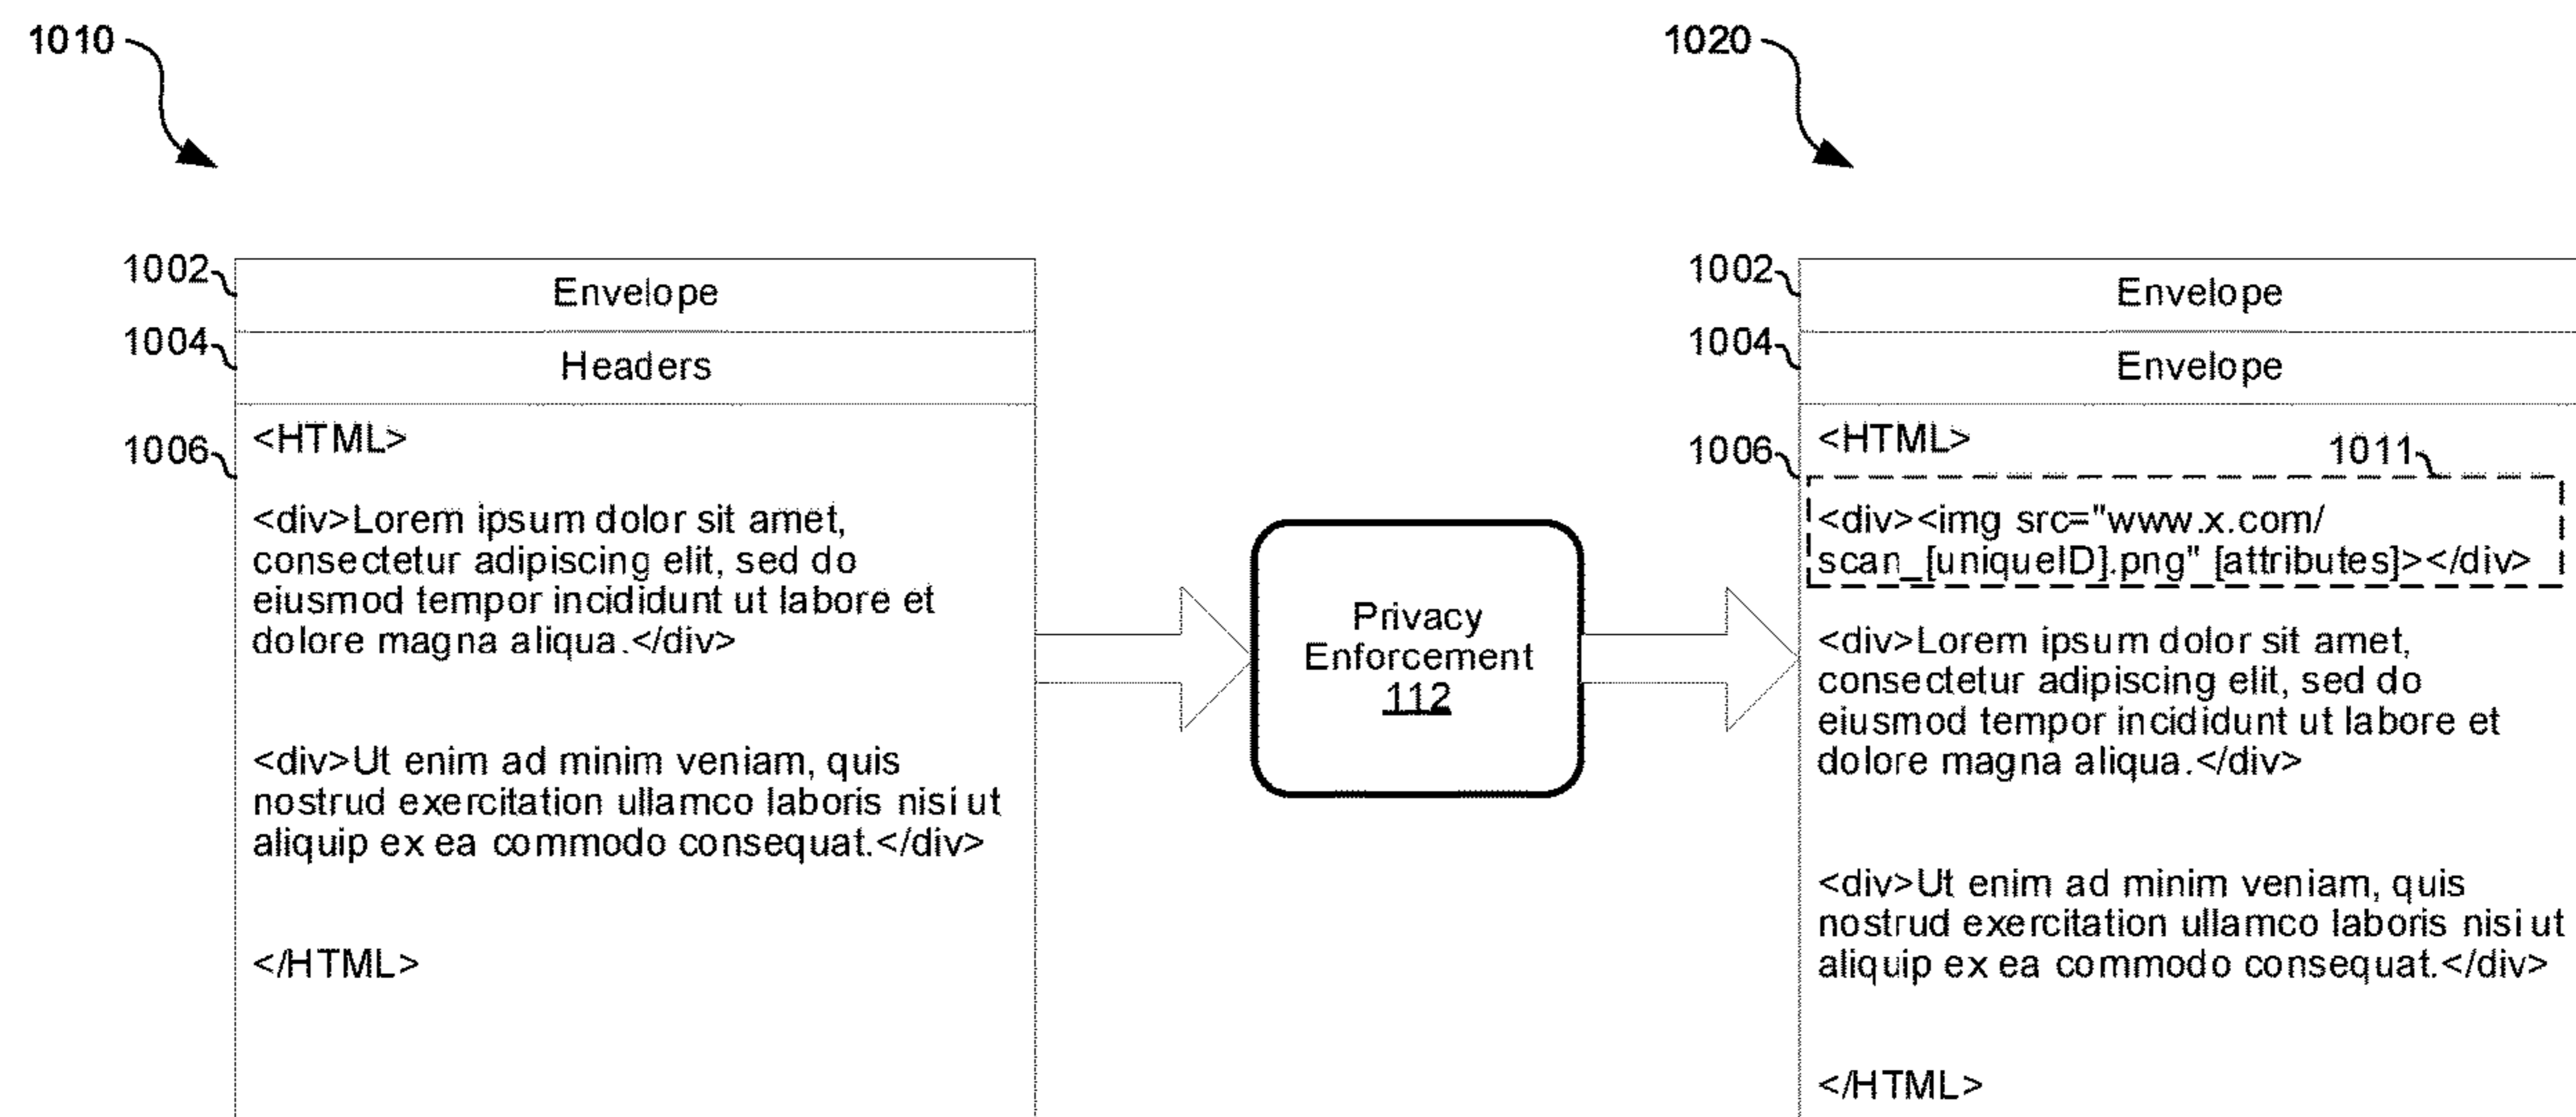 1010
1020
1002
Envelope
1004
Headers
1006
<HTML>
<div>Lorem ipsum dolor sit amet,
consectetur adipiscing elit, sed do
eiusmod tempor incididunt ut labore et
dolore magna aliqua.</div>
<div>Ut enim ad minim veniam, quis
nostrud exercitation ullamco laboris nisi ut
aliquip ex ea commodo consequat.</div>
</HTML>
Privacy
Enforcement
112
1002
Envelope
1004
Envelope
1006
<HTML>
1011
<div><img src="www.x.com/
scan_[uniqueID].png" [attributes]></div>
<div>Lorem ipsum dolor sit amet,
consectetur adipiscing elit, sed do
eiusmod tempor incididunt ut labore et
dolore magna aliqua.</div>
<div>Ut enim ad minim veniam, quis
nostrud exercitation ullamco laboris nisi ut
aliquip ex ea commodo consequat.</div>
</HTML>